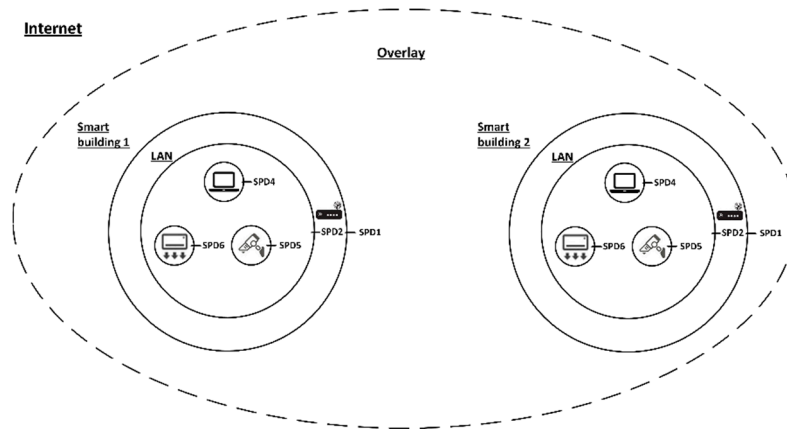 Internet
Overlay
Smart
building 1
LAN
SPD4
SPD2
SPD1
SPD6
SPD5
Smart
building 2
LAN
SPD4
SPD2
SPD1
SPD6
SPD5